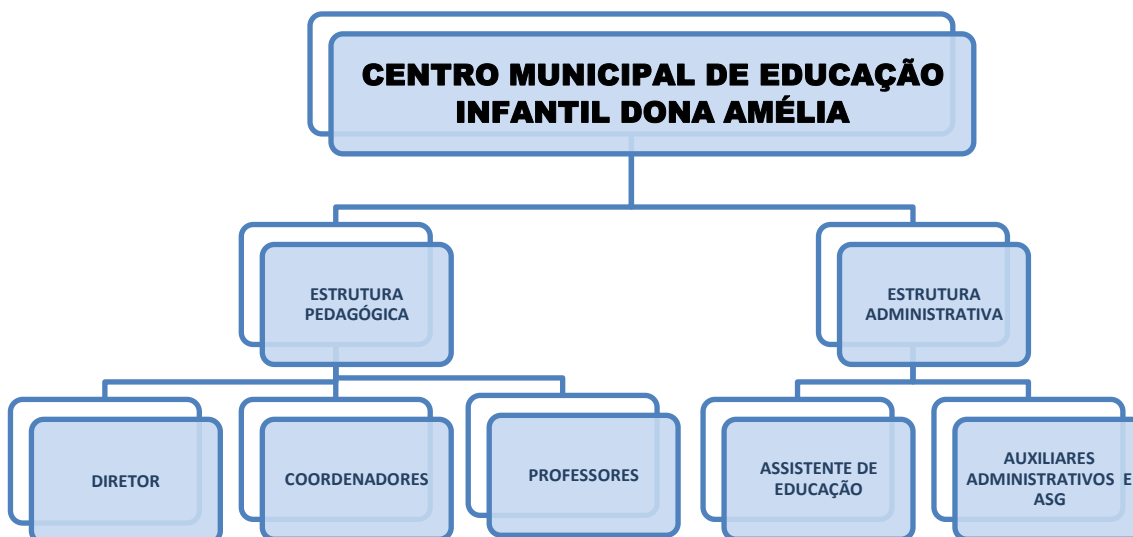 CENTRO MUNICIPAL DE EDUCAÇÃO
INFANTIL DONA AMÉLIA
ESTRUTURA
PEDAGÓGICA
ESTRUTURA
ADMINISTRATIVA
DIRETOR
COORDENADORES
PROFESSORES
ASSISTENTE DE
EDUCAÇÃO
AUXILIARES
ADMINISTRATIVOS E
ASG